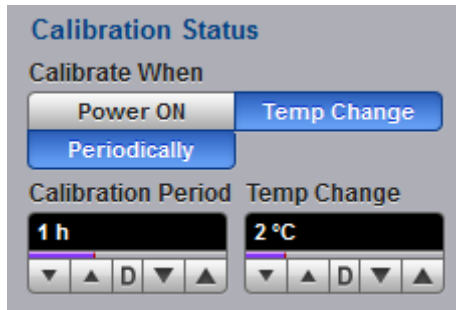 Calibration Status
Calibrate When
Power ON Temp Change
Periodically
Calibration Period Temp Change
1 h 2 °C
D D